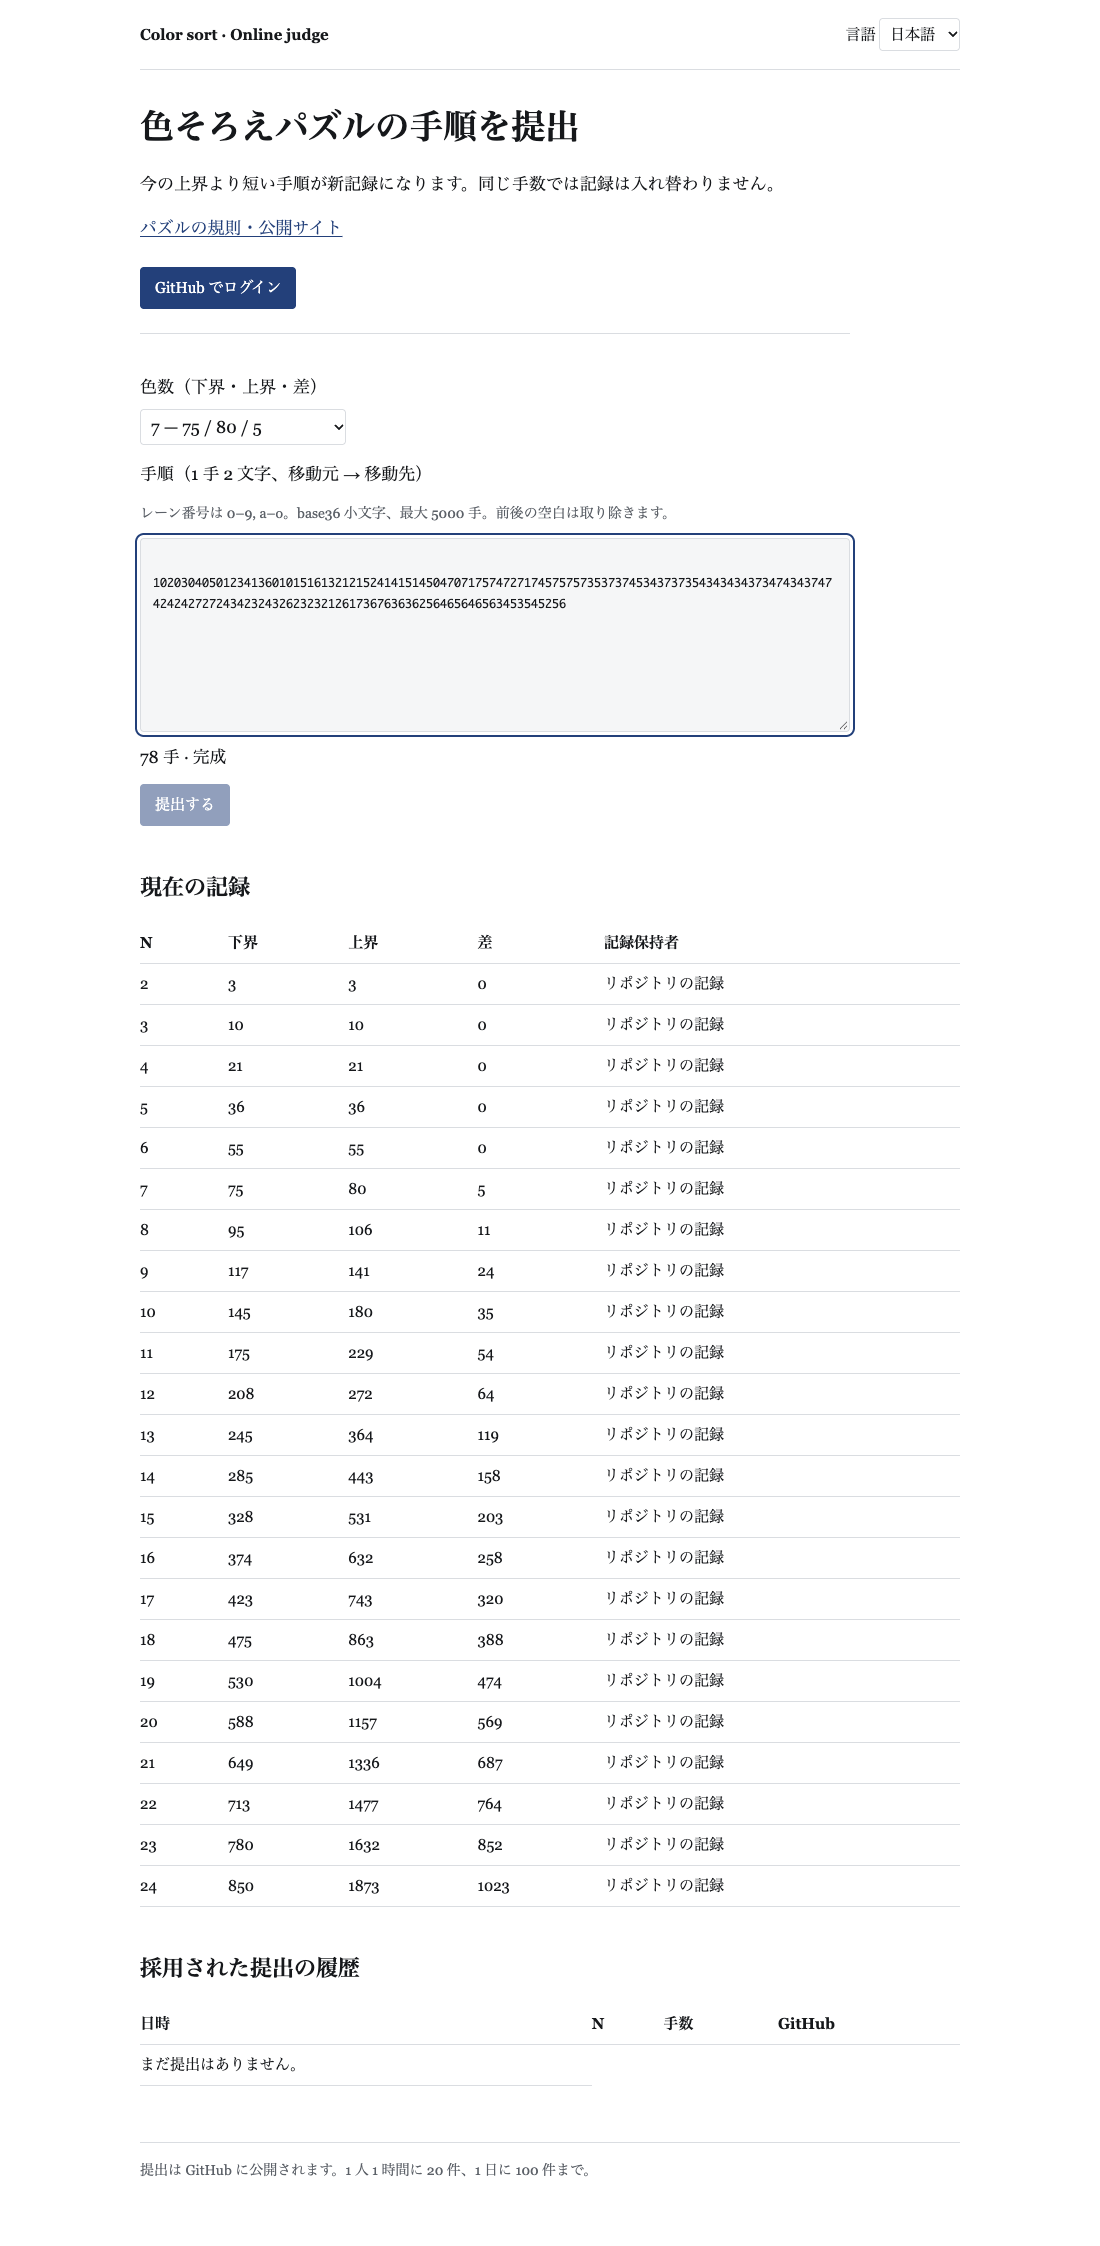 Color sort · Online judge
言語 日本語
色そろえパズルの手順を提出
今の上界より短い手順が新記録になります。同じ手数では記録は入れ替わりません。
パズルの規則・公開サイト
GitHub でログイン
色数（下界・上界・差）
7 — 75 / 80 / 5
手順（1 手 2 文字、移動元 → 移動先）
レーン番号は 0–9, a–o。base36 小文字、最大 5000 手。前後の空白は取り除きます。
1020304050123413601015161321215241415145047071757472717457575735373745343737354343434373474343747
42424272724342324326232321261736763636256465646563453545256
78 手 · 完成
提出する
現在の記録
N 下界 上界 差 記録保持者
2 3 3 0 リポジトリの記録
3 10 10 0 リポジトリの記録
4 21 21 0 リポジトリの記録
5 36 36 0 リポジトリの記録
6 55 55 0 リポジトリの記録
7 75 80 5 リポジトリの記録
8 95 106 11 リポジトリの記録
9 117 141 24 リポジトリの記録
10 145 180 35 リポジトリの記録
11 175 229 54 リポジトリの記録
12 208 272 64 リポジトリの記録
13 245 364 119 リポジトリの記録
14 285 443 158 リポジトリの記録
15 328 531 203 リポジトリの記録
16 374 632 258 リポジトリの記録
17 423 743 320 リポジトリの記録
18 475 863 388 リポジトリの記録
19 530 1004 474 リポジトリの記録
20 588 1157 569 リポジトリの記録
21 649 1336 687 リポジトリの記録
22 713 1477 764 リポジトリの記録
23 780 1632 852 リポジトリの記録
24 850 1873 1023 リポジトリの記録
採用された提出の履歴
日時 N 手数 GitHub
まだ提出はありません。
提出は GitHub に公開されます。1 人 1 時間に 20 件、1 日に 100 件まで。